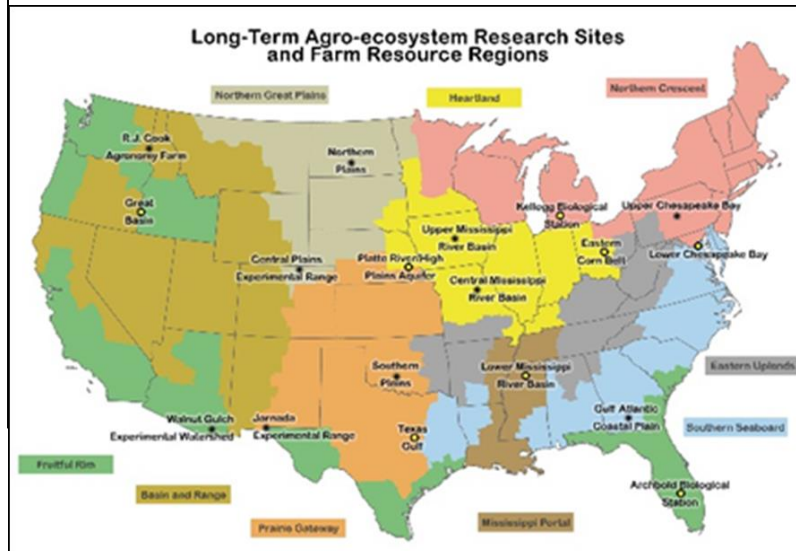 Long-Term Agro-ecosystem Research Sites
and Farm Resource Regions
Northern Great Plains
Heartland
Northern Crescent
R.J. Cook
Agronomy Farm
Northern
Plains
Great
Basin
Kellogg Biological
Station
Upper Chesapeake Bay
Upper Mississippi
River Basin
Eastern
Corn Belt
Lower Chesapeake Bay
Central Plains
Experimental Range
Platte River/High
Plains Aquifer
Central Mississippi
River Basin
Southern
Plains
Lower Mississippi
River Basin
Eastern Uplands
Walnut Gulch
Experimental Watershed
Jornada
Experimental Range
Texas
Gulf
Gulf Atlantic
Coastal Plain
Southern Seaboard
Fruitful Rim
Basin and Range
Prairie Gateway
Mississippi Portal
Archbold Biological
Station